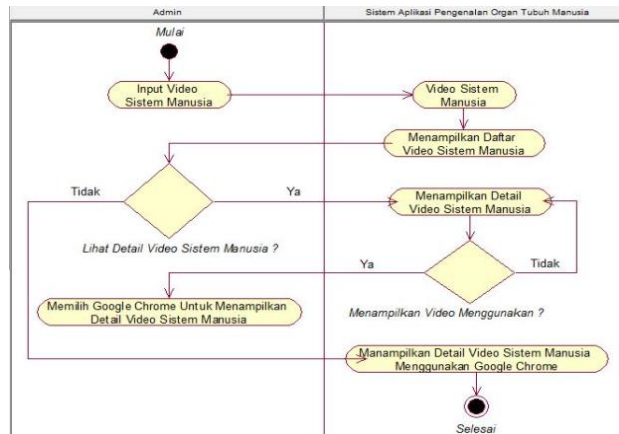 Admin
Sistem Aplikasi Pengenalan Organ Tubuh Manusia
Mulai
Input Video
Sistem Manusia
Video Sistem
Manusia
Menampilkan Daftar
Video Sistem Manusia
Tidak
Ya
Menampilkan Detail
Video Sistem Manusia
Lihat Detail Video Sistem Manusia ?
Ya
Tidak
Memilih Google Chrome Untuk Menampilkan
Detail Video Sistem Manusia
Menampilkan Video Menggunakan ?
Manampilkan Detail Video Sistem Manusia
Menggunakan Google Chrome
Selesai